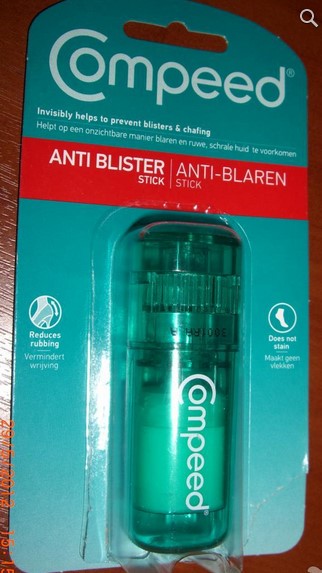 Compeed®
Invisibly helps to prevent blisters & chafing
Helpt op een onzichtbare manier blaren en ruwe, schrale huid te voorkomen
ANTI BLISTER STICK
ANTI-BLAREN STICK
Reduces rubbing
Vermindert wrijving
Does not stain
Maakt geen vlekken
Compeed